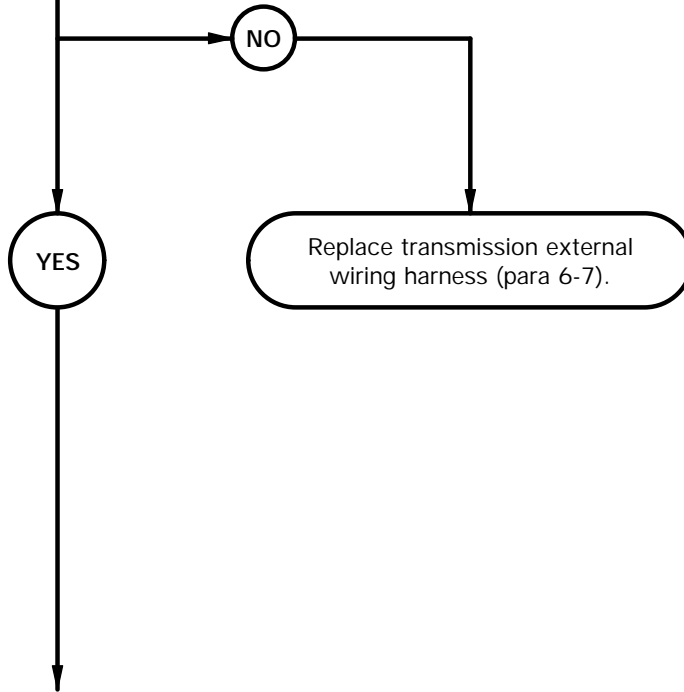 NO
YES
Replace transmission external
wiring harness (para 6-7).